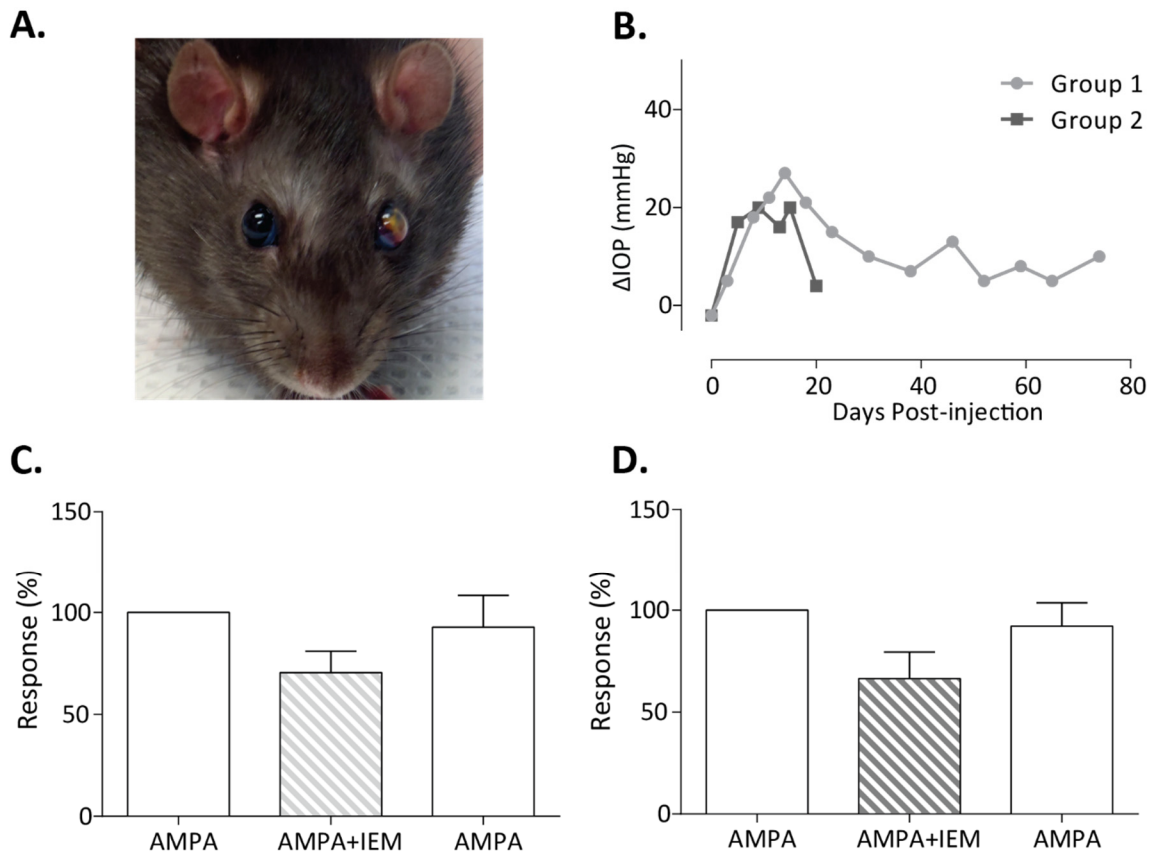 A.
B.
ΔIOP (mmHg)
40
20
0
Group 1
Group 2
0 20 40 60 80
Days Post-injection
C.
Response (%)
150
100
50
0
AMPA AMPA+IEM AMPA
D.
Response (%)
150
100
50
0
AMPA AMPA+IEM AMPA